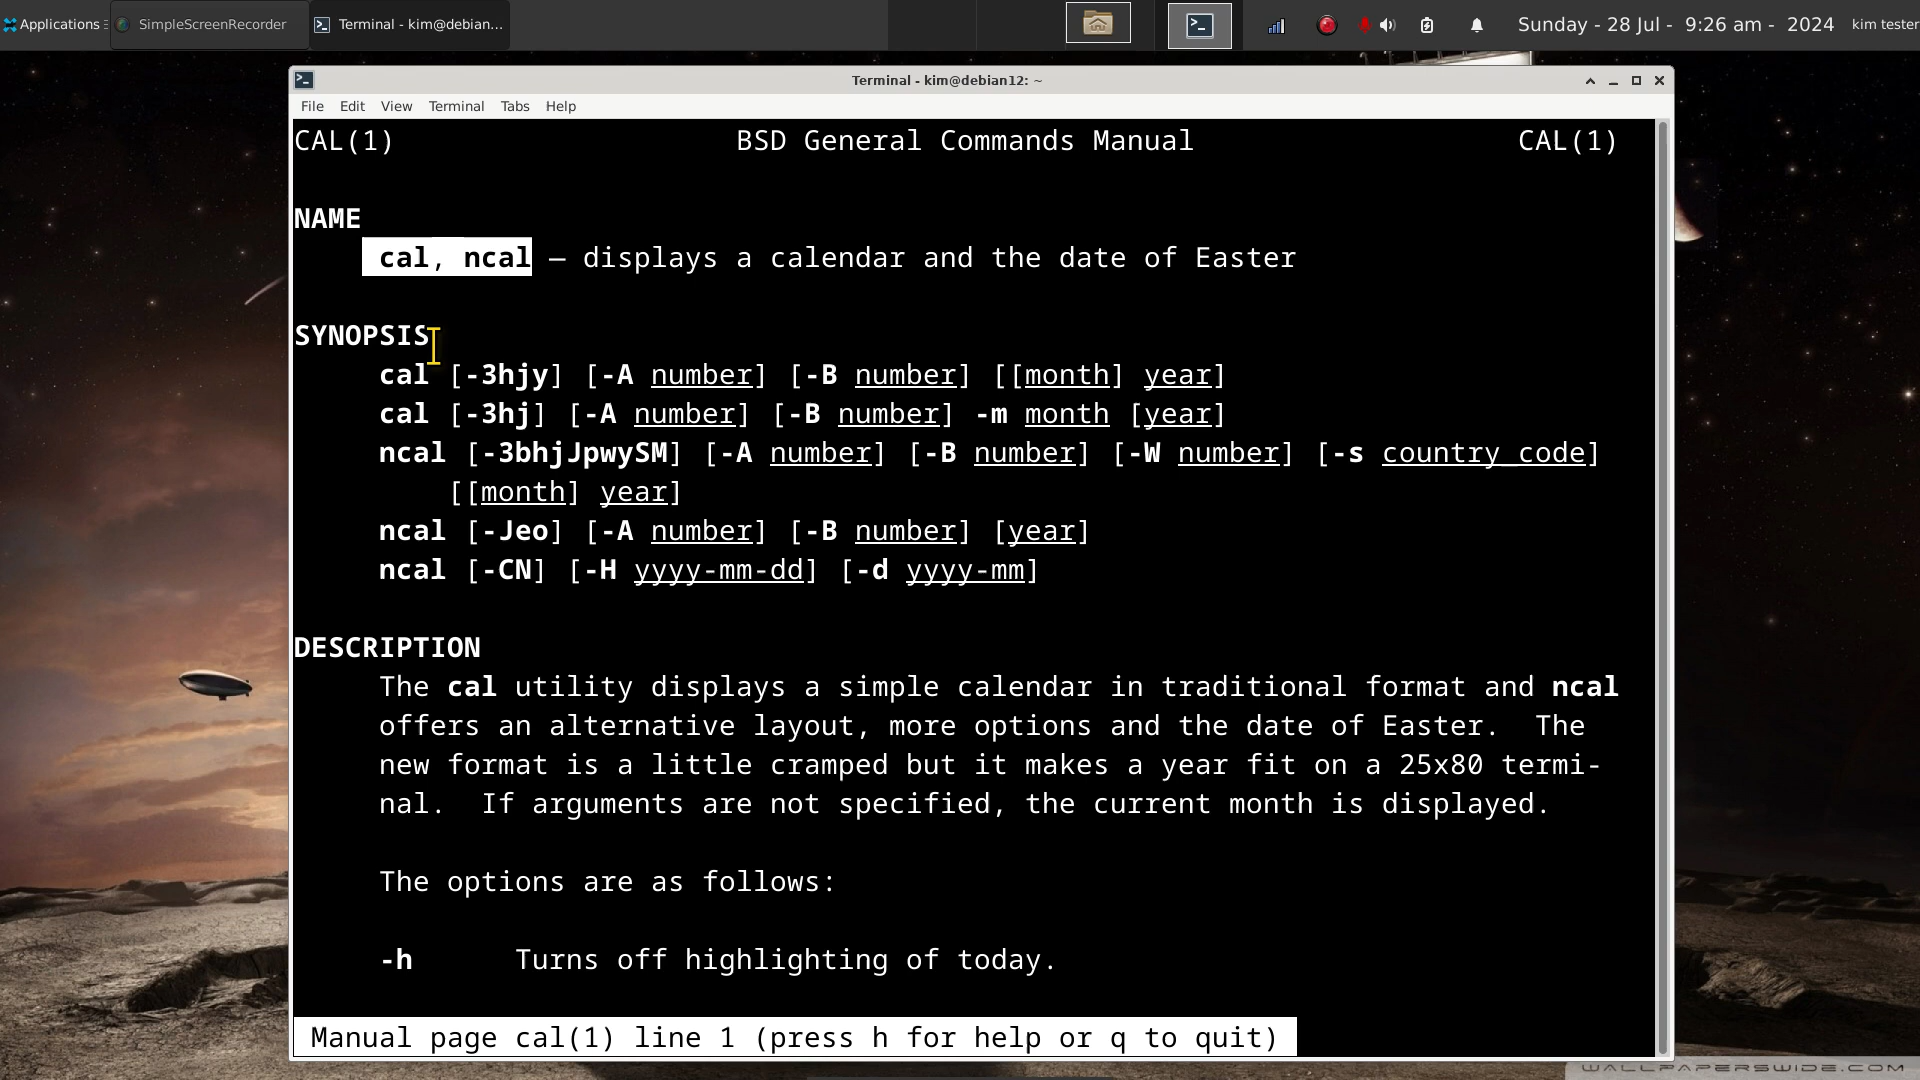 Applications
SimpleScreenRecorder
Terminal - kim@debian...
Sunday - 28 Jul - 9:26 am - 2024
kim tester
Terminal - kim@debian12: ~
File Edit View Terminal Tabs Help
CAL(1) BSD General Commands Manual CAL(1)
NAME
cal, ncal — displays a calendar and the date of Easter
SYNOPSIS
cal [-3hjy] [-A number] [-B number] [[month] year]
cal [-3hj] [-A number] [-B number] -m month [year]
ncal [-3bhjJpwySM] [-A number] [-B number] [-W number] [-s country_code]
[[month] year]
ncal [-Jeo] [-A number] [-B number] [year]
ncal [-CN] [-H yyyy-mm-dd] [-d yyyy-mm]
DESCRIPTION
The cal utility displays a simple calendar in traditional format and ncal
offers an alternative layout, more options and the date of Easter.  The
new format is a little cramped but it makes a year fit on a 25x80 termi-
nal.  If arguments are not specified, the current month is displayed.
The options are as follows:
-h Turns off highlighting of today.
Manual page cal(1) line 1 (press h for help or q to quit)
WALLPAPERSWIDE.COM